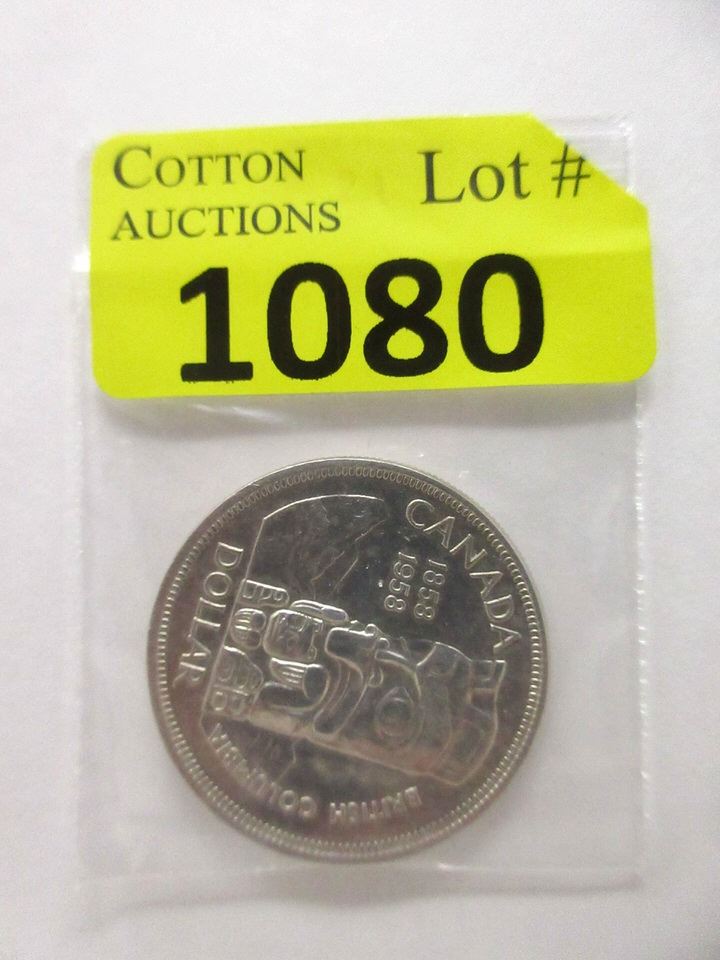 COTTON
AUCTIONS
Lot #
1080
CANADA
1858
1958
DOLLAR
BRITISH COLUMBIA